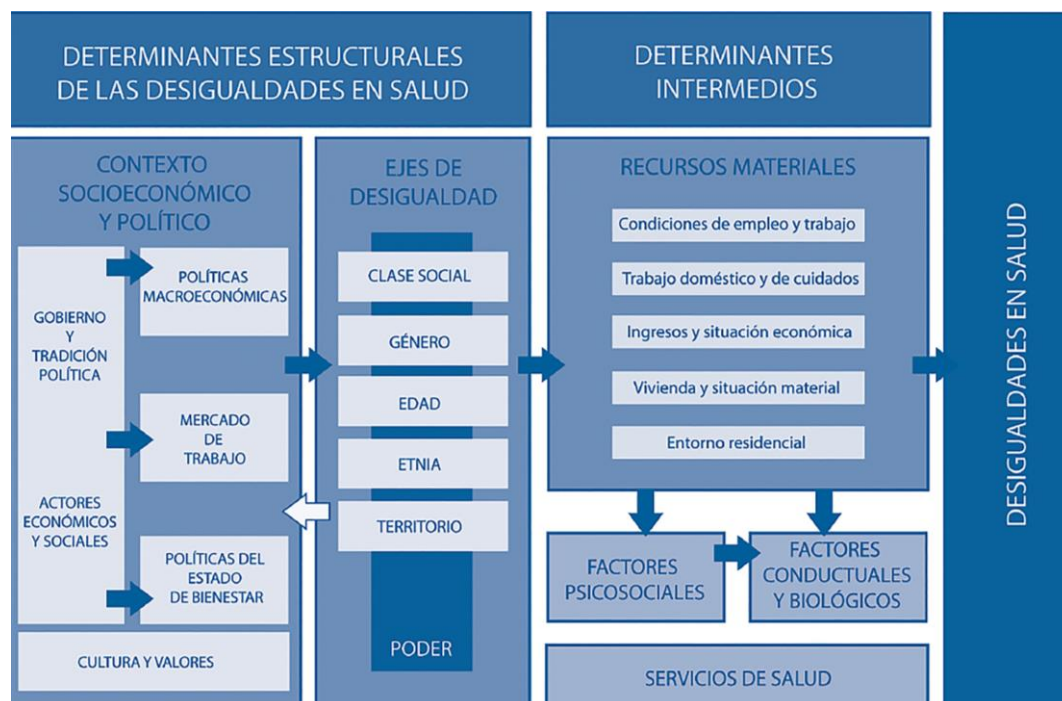 DETERMINANTES ESTRUCTURALES
DE LAS DESIGUALDADES EN SALUD
DETERMINANTES
INTERMEDIOS
CONTEXTO
SOCIOECONÓMICO
Y POLÍTICO
GOBIERNO
Y
TRADICIÓN
POLÍTICA
ACTORES
ECONÓMICOS
Y SOCIALES
POLÍTICAS
MACROECONÓMICAS
MERCADO
DE
TRABAJO
POLÍTICAS DEL
ESTADO
DE BIENESTAR
CULTURA Y VALORES
EJES DE
DESIGUALDAD
CLASE SOCIAL
GÉNERO
EDAD
ETNIA
TERRITORIO
PODER
RECURSOS MATERIALES
Condiciones de empleo y trabajo
Trabajo doméstico y de cuidados
Ingresos y situación económica
Vivienda y situación material
Entorno residencial
FACTORES
PSICOSOCIALES
FACTORES
CONDUCTUALES
Y BIOLÓGICOS
SERVICIOS DE SALUD
DESIGUALDADES EN SALUD